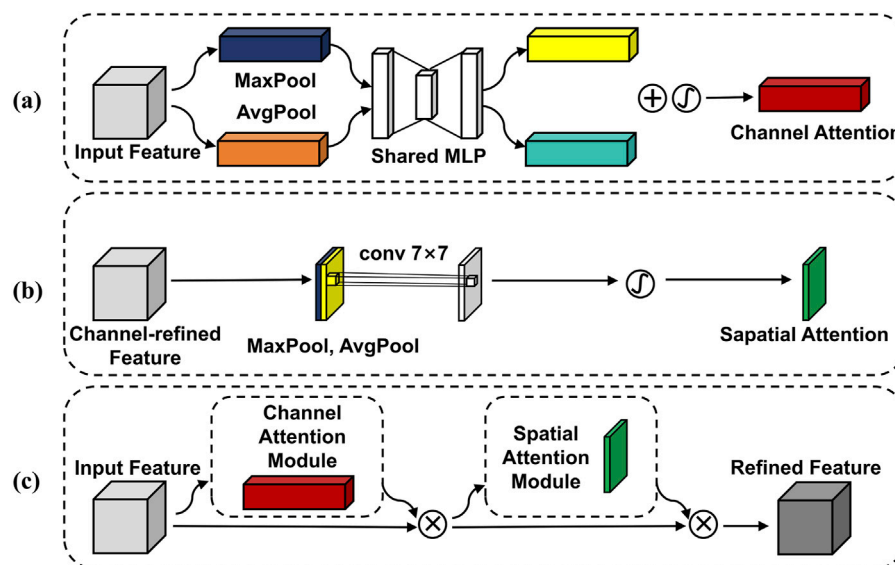 (a)
MaxPool
AvgPool
Input Feature
Shared MLP
Channel Attention
(b)
conv 7×7
Channel-refined
Feature
MaxPool, AvgPool
Sapatial Attention
(c)
Input Feature
Channel
Attention
Module
Spatial
Attention
Module
Refined Feature